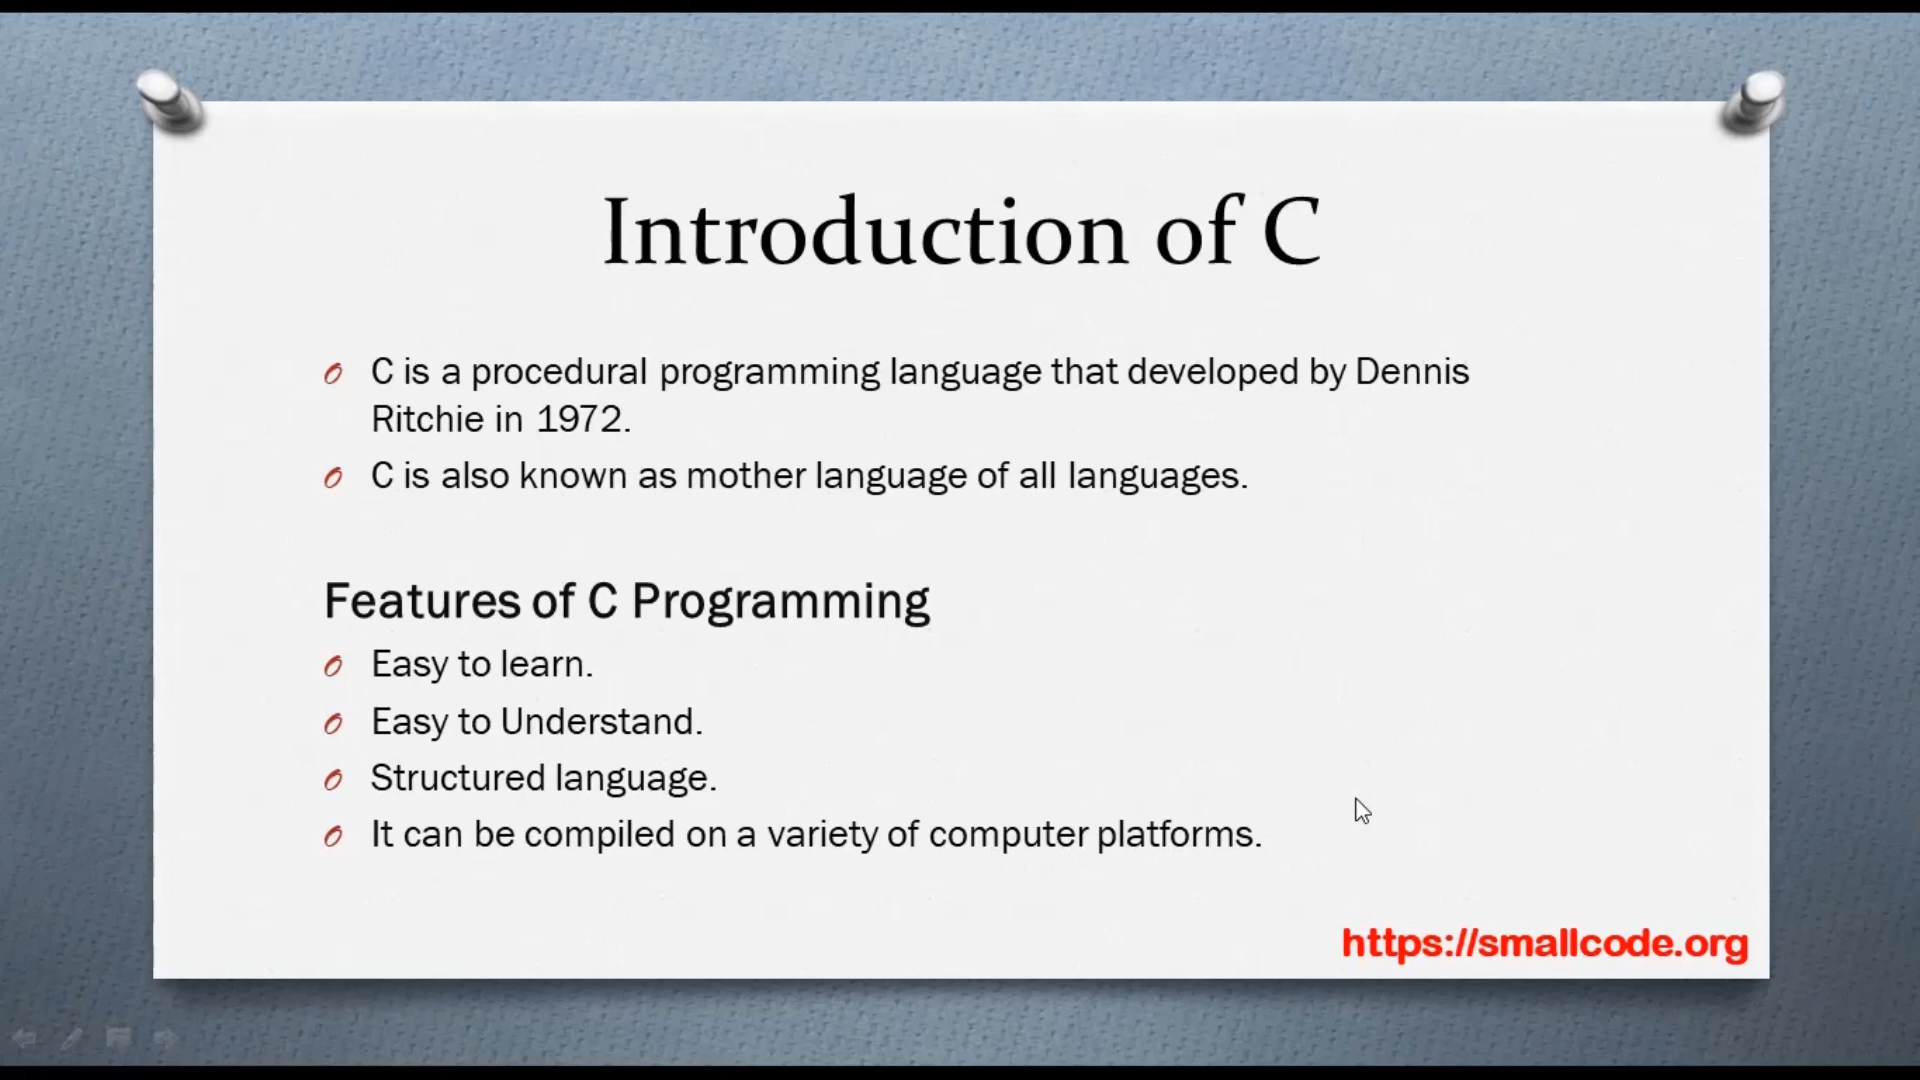 Introduction of C
C is a procedural programming language that developed by Dennis
Ritchie in 1972.
C is also known as mother language of all languages.
Features of C Programming
Easy to learn.
Easy to Understand.
Structured language.
It can be compiled on a variety of computer platforms.
https://smallcode.org